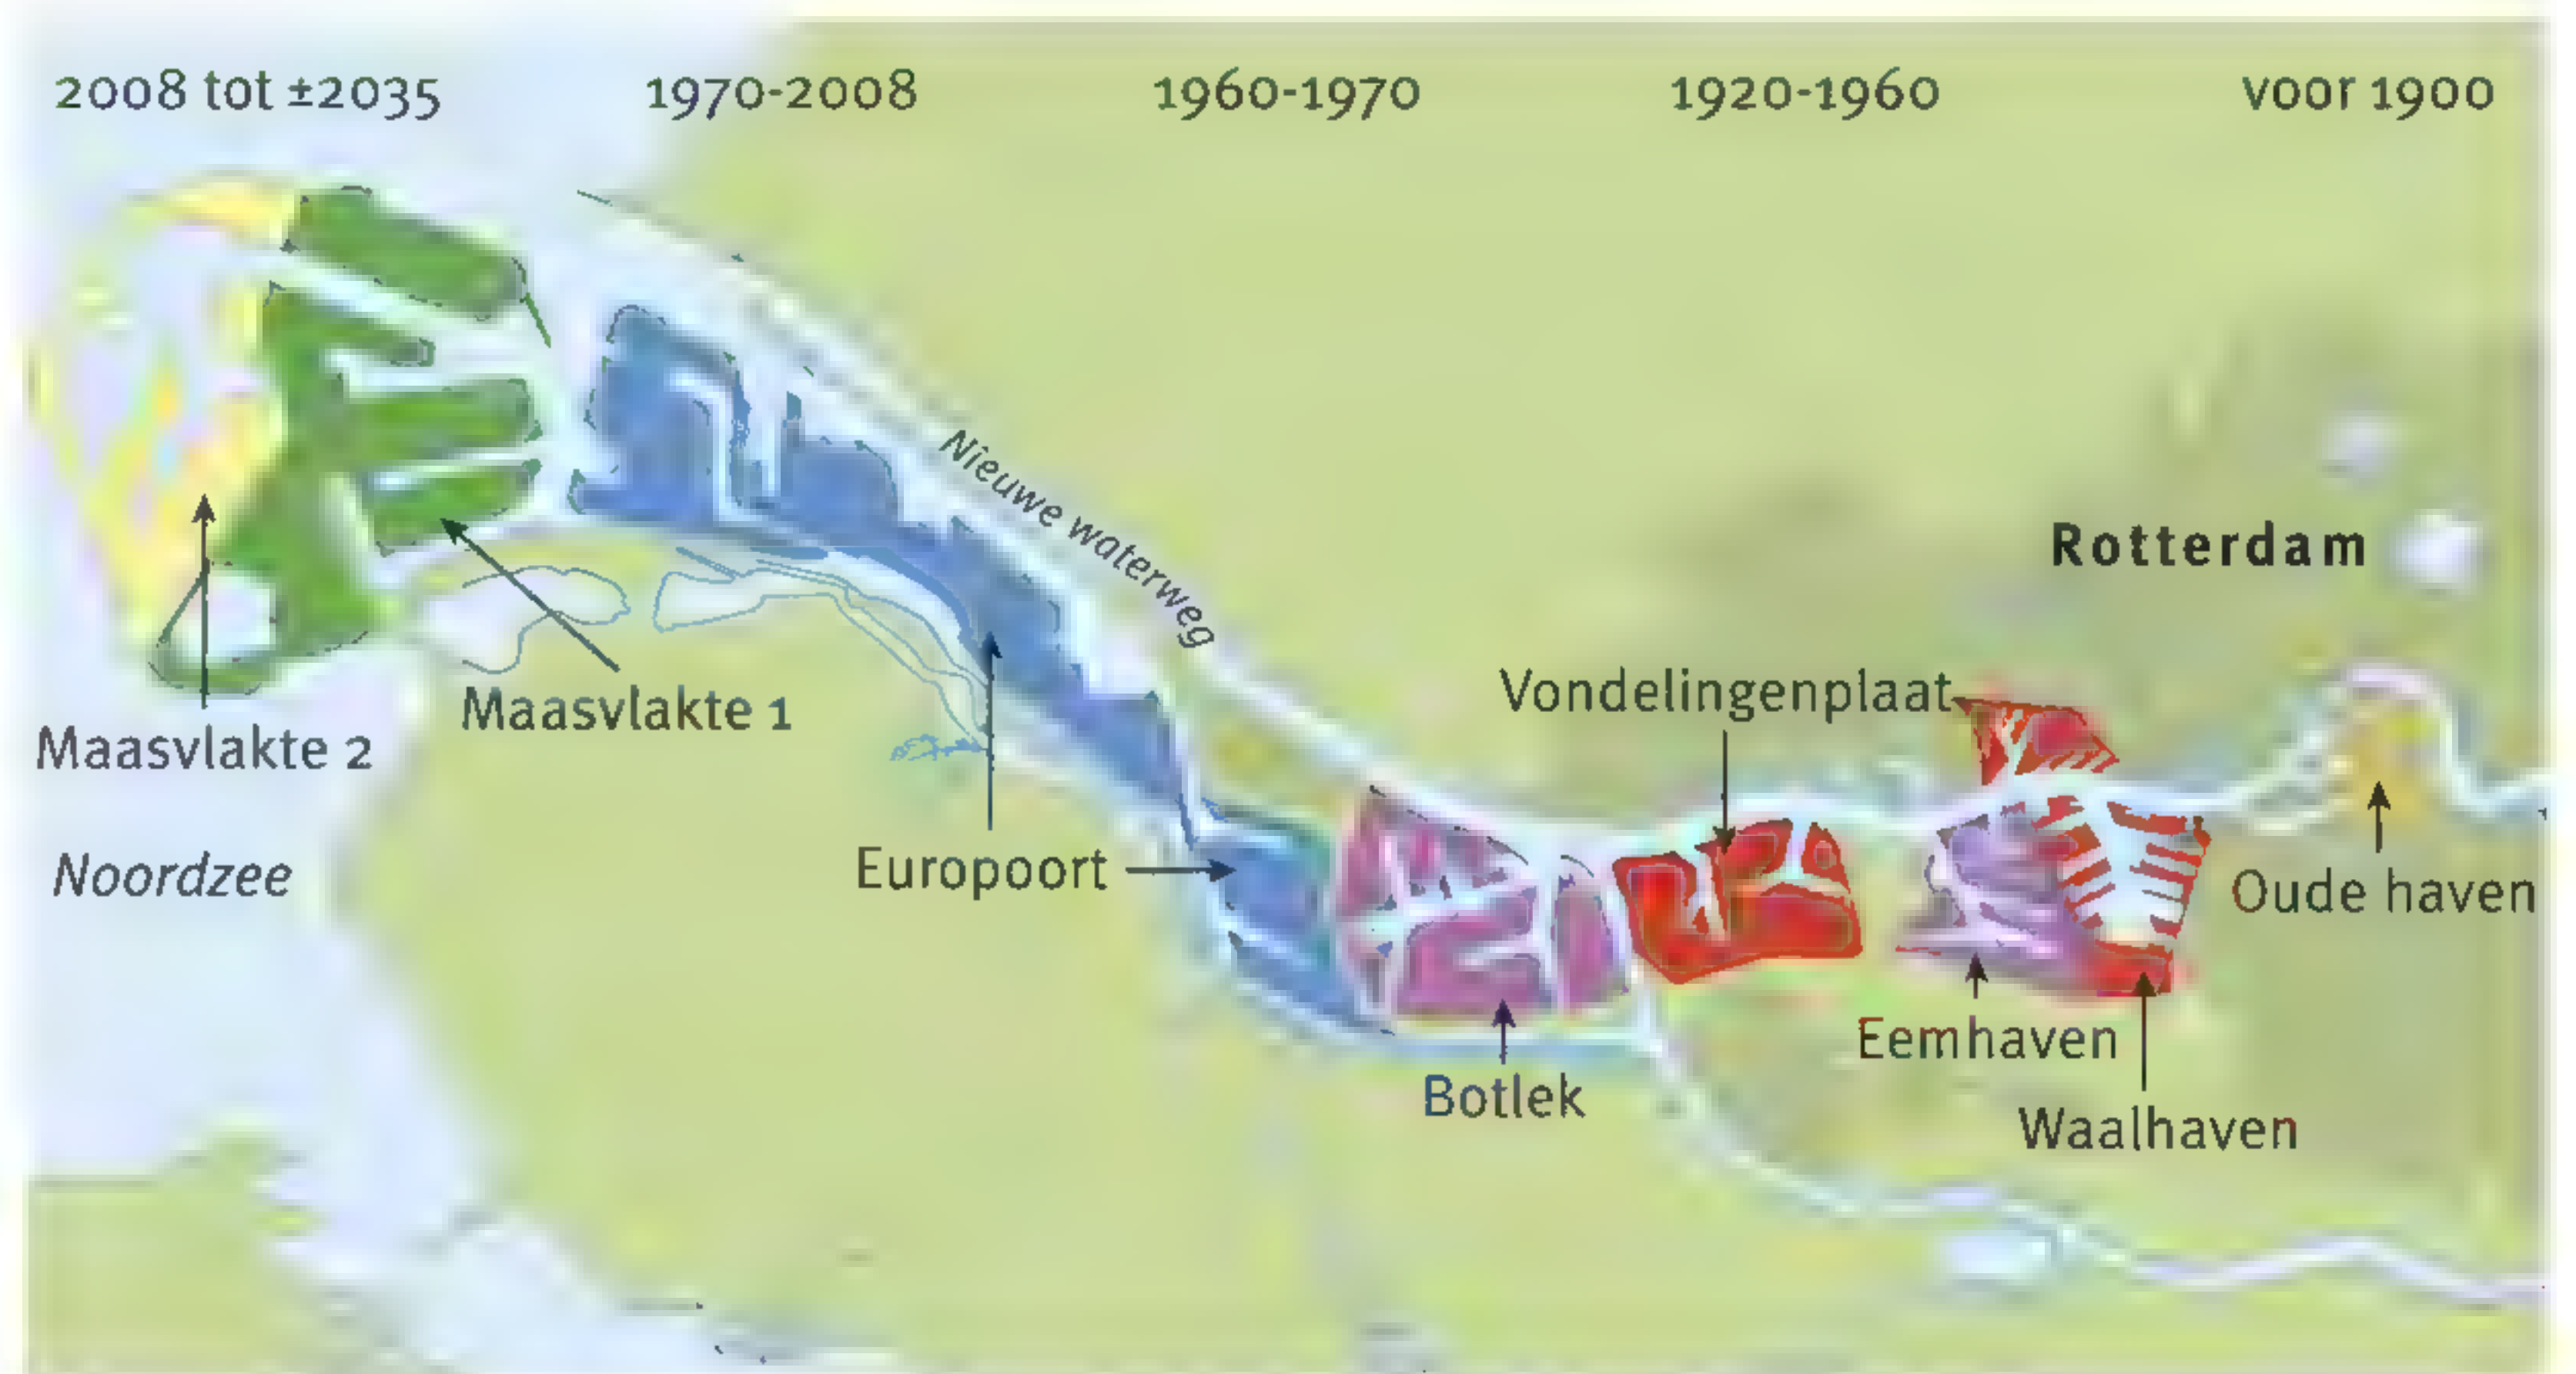 2008 tot ±2035
1970-2008
1960-1970
1920-1960
voor 1900
Nieuwe waterweg
Rotterdam
Vondelingenplaat
Maasvlakte 1
Maasvlakte 2
Europoort
Noordzee
Oude haven
Eemhaven
Botlek
Waalhaven